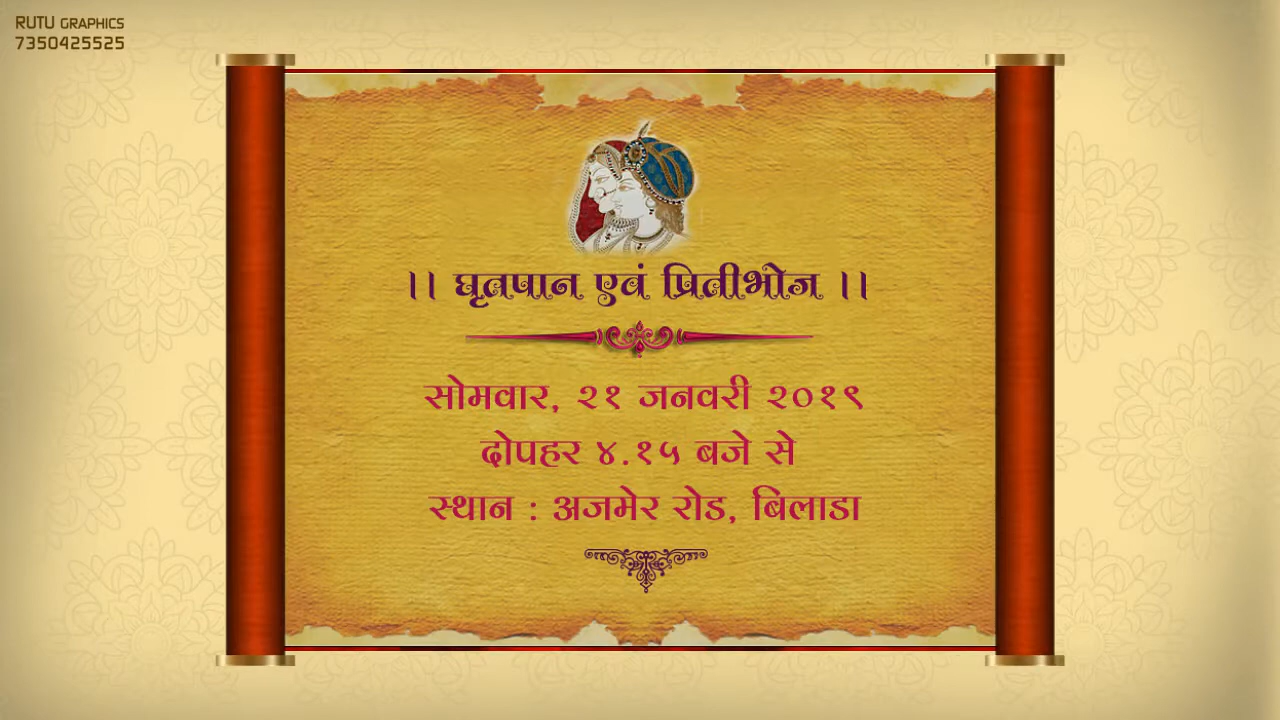 RUTU GRAPHICS
7350425525
।। घृतपान एवं प्रितीभोज ।।
सोमवार, २१ जनवरी २०१९
दोपहर ४.१५ बजे से
स्थान : अजमेर रोड, बिलाडा